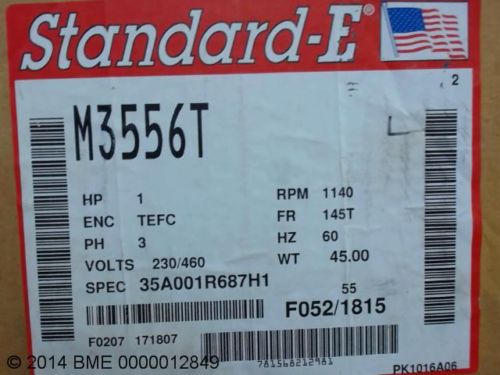 Standard-E®
2
M3556T
HP 1 RPM 1140
ENC TEFC FR 145T
PH 3 HZ 60
VOLTS 230/460 WT 45.00
SPEC 35A001R687H1 55
F052/1815
F0207 171807
781568212981
PK1016A06
© 2014 BME 0000012849